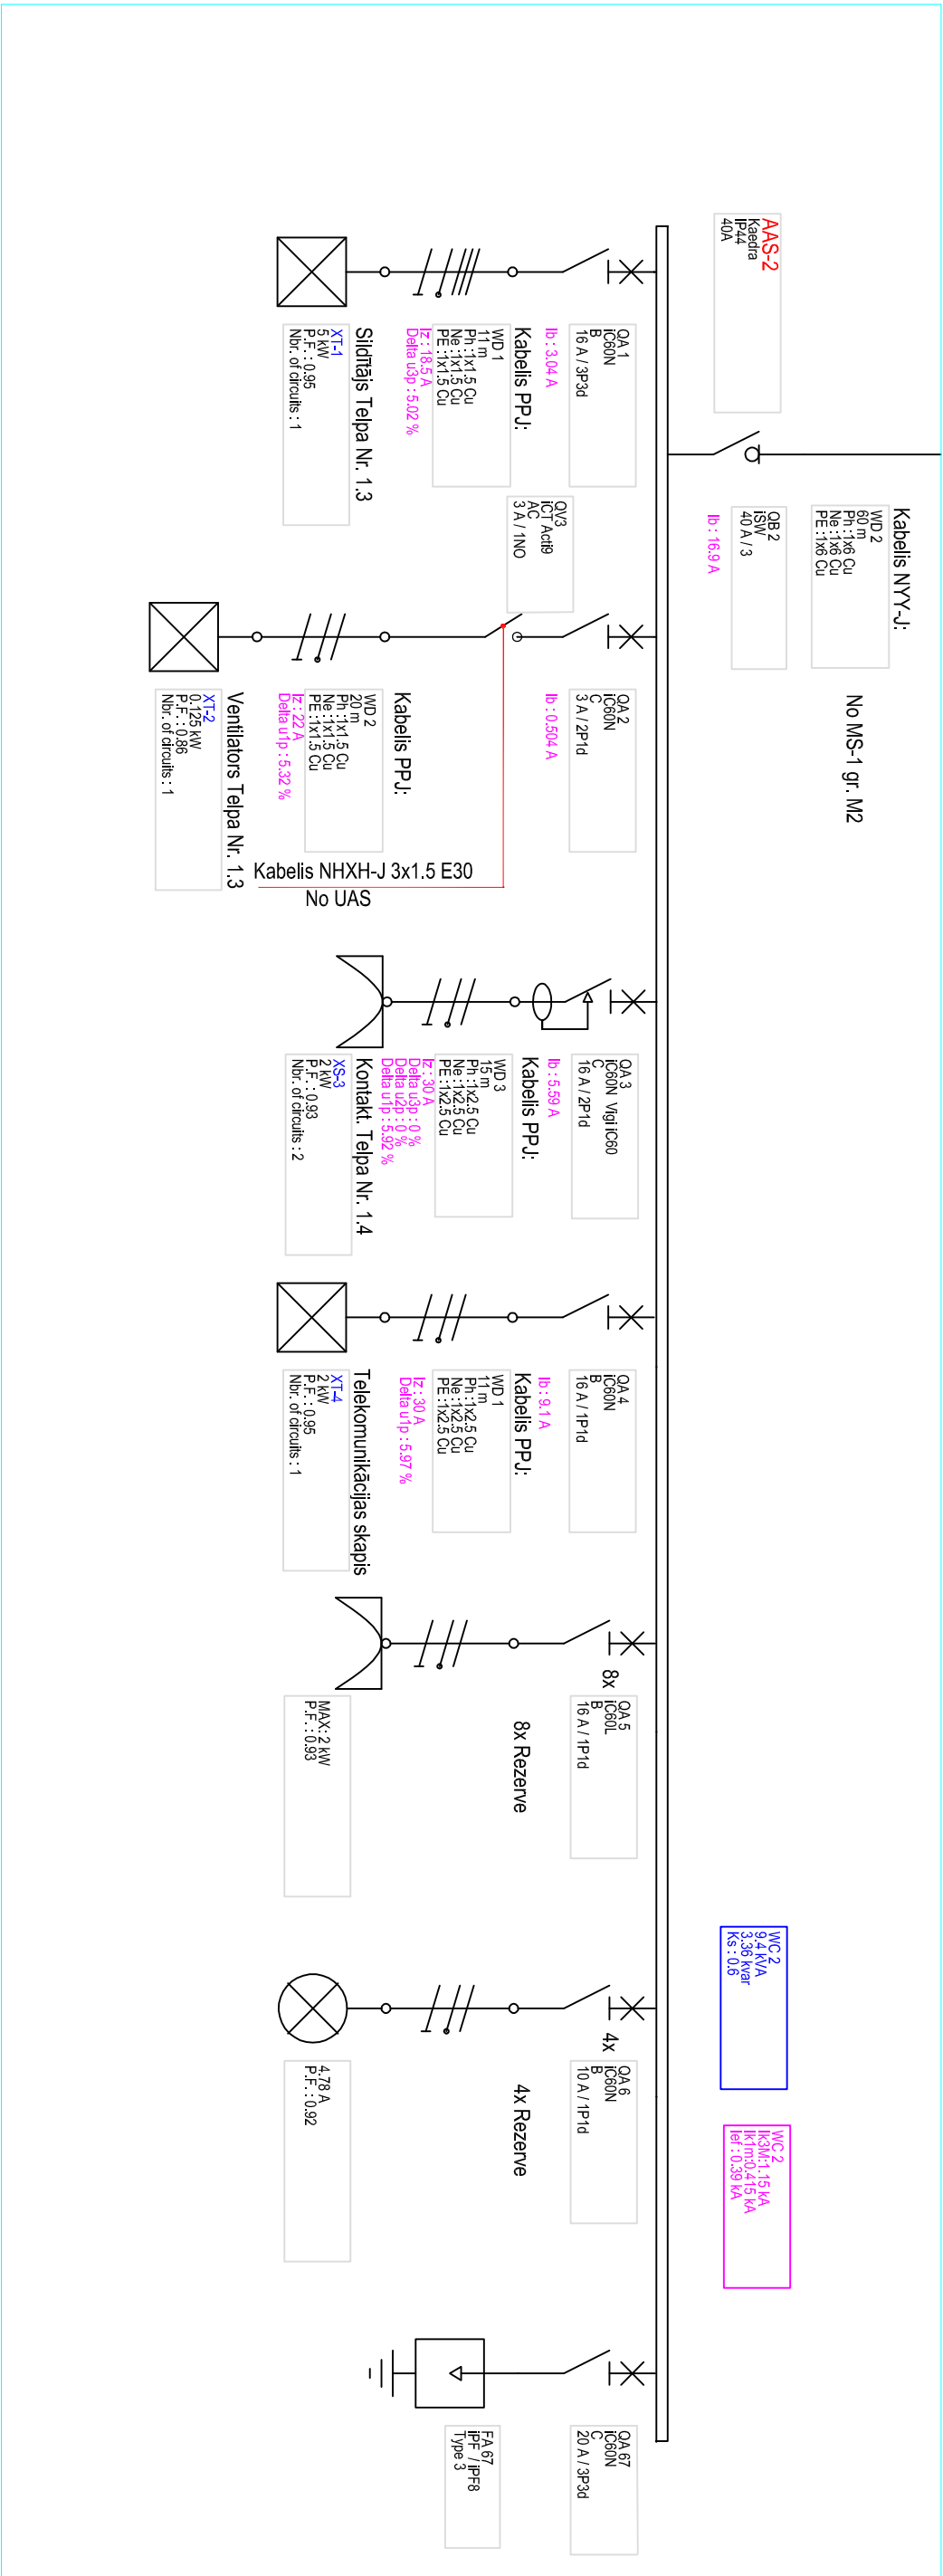 AAS-2
Kaedra
IP44
40A
Kabelis NYY-J:
WD 2
60 m
Ph :1x6 Cu
Ne :1x6 Cu
PE :1x6 Cu
No MS-1 gr. M2
QB 2
iSW
40 A / 3
Ib : 16.9 A
WC 2
9.4 kVA
3.36 kvar
Ks : 0.6
WC 2
Ik3M:1.15 kA
Ik1m:0.415 kA
Ief : 0.39 kA
QA 1
iC60N
B
16 A / 3P3d
Ib : 3.04 A
Kabelis PPJ:
WD 1
11 m
Ph :1x1.5 Cu
Ne :1x1.5 Cu
PE :1x1.5 Cu
Iz : 18.5 A
Delta u3p : 5.02 %
Sildītājs Telpa Nr. 1.3
XT-1
5 kW
P.F. : 0.95
Nbr. of circuits : 1
QA 2
iC60N
C
3 A / 2P1d
Ib : 0.504 A
QV3
iCT Acti9
AC
3 A / 1NO
Kabelis PPJ:
WD 2
20 m
Ph :1x1.5 Cu
Ne :1x1.5 Cu
PE :1x1.5 Cu
Iz : 22 A
Delta u1p : 5.32 %
Ventilators Telpa Nr. 1.3
XT-2
0.125 kW
P.F. : 0.86
Nbr. of circuits : 1
Kabelis NHXH-J 3x1.5 E30
No UAS
QA 3
iC60N Vigi iC60
C
16 A / 2P1d
Ib : 5.59 A
Kabelis PPJ:
WD 3
15 m
Ph :1x2.5 Cu
Ne :1x2.5 Cu
PE :1x2.5 Cu
Iz : 30 A
Delta u3p : 0 %
Delta u2p : 0 %
Delta u1p : 5.92 %
Kontakt. Telpa Nr. 1.4
XS-3
2 kW
P.F. : 0.93
Nbr. of circuits : 2
QA 4
iC60N
B
16 A / 1P1d
Ib : 9.1 A
Kabelis PPJ:
WD 1
11 m
Ph :1x2.5 Cu
Ne :1x2.5 Cu
PE :1x2.5 Cu
Iz : 30 A
Delta u1p : 5.97 %
Telekomunikācijas skapis
XT-4
2 kW
P.F. : 0.95
Nbr. of circuits : 1
8x
QA 5
iC60L
B
16 A / 1P1d
8x Rezerve
MAX: 2 kW
P.F. : 0.93
4x
QA 6
iC60N
B
10 A / 1P1d
4x Rezerve
4.78 A
P.F. : 0.92
QA 67
iC60N
C
20 A / 3P3d
FA 67
iPF / iPF8
Type 3